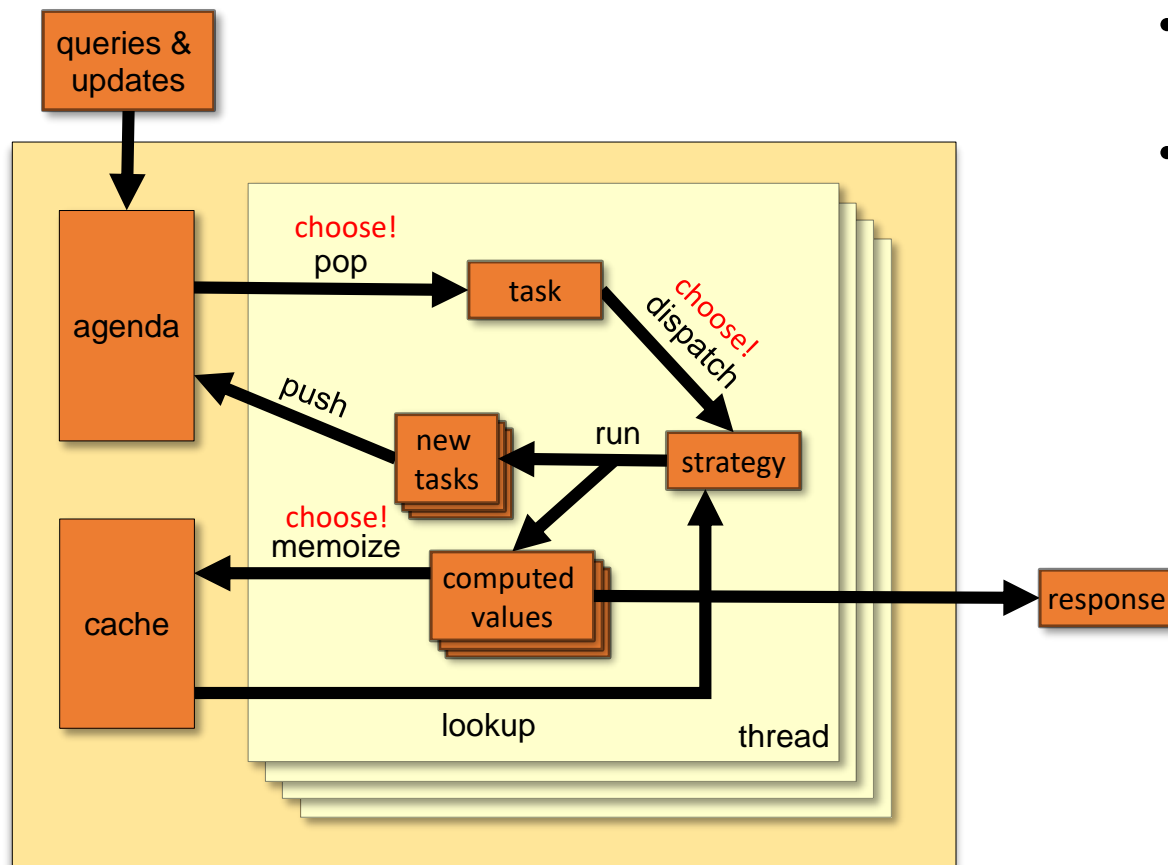 queries &
updates
choose!
pop
task
choose!
dispatch
agenda
push
new
tasks
run
strategy
choose!
memoize
computed
values
response
cache
lookup
thread